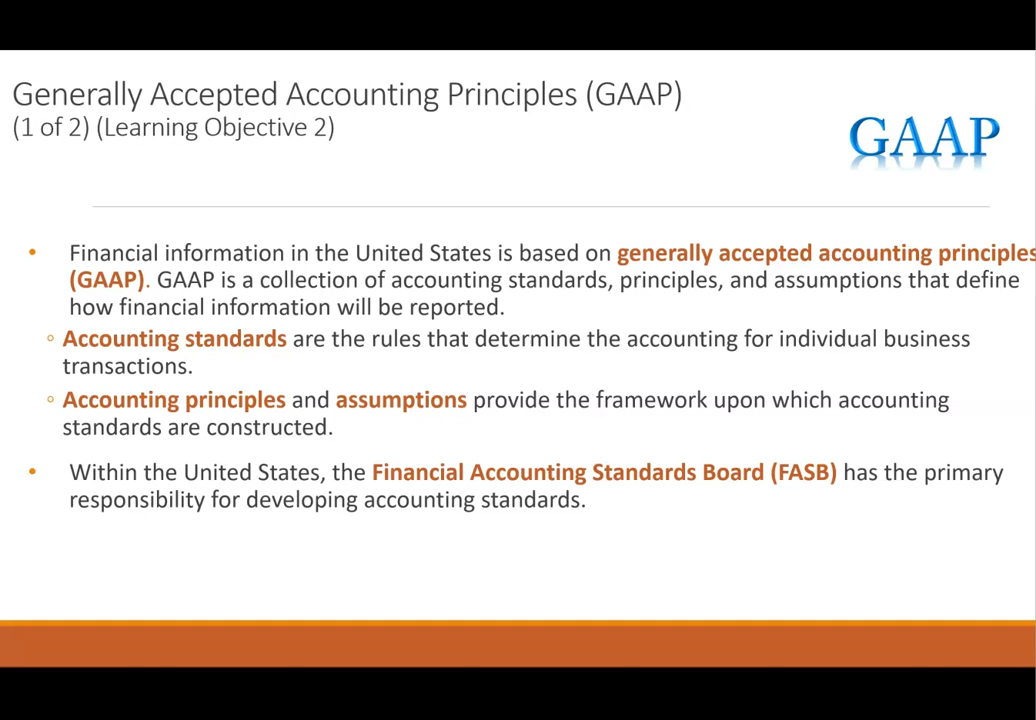 Generally Accepted Accounting Principles (GAAP)
(1 of 2) (Learning Objective 2)
GAAP
• Financial information in the United States is based on generally accepted accounting principles
(GAAP). GAAP is a collection of accounting standards, principles, and assumptions that define
how financial information will be reported.
◦ Accounting standards are the rules that determine the accounting for individual business
transactions.
◦ Accounting principles and assumptions provide the framework upon which accounting
standards are constructed.
• Within the United States, the Financial Accounting Standards Board (FASB) has the primary
responsibility for developing accounting standards.